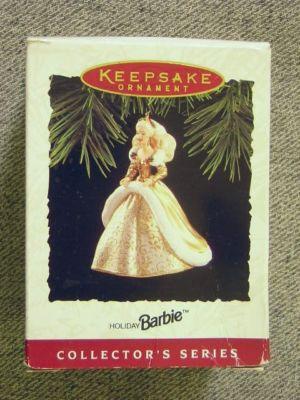 KEEPSAKE
ORNAMENT
HOLIDAY Barbie™
COLLECTOR'S SERIES